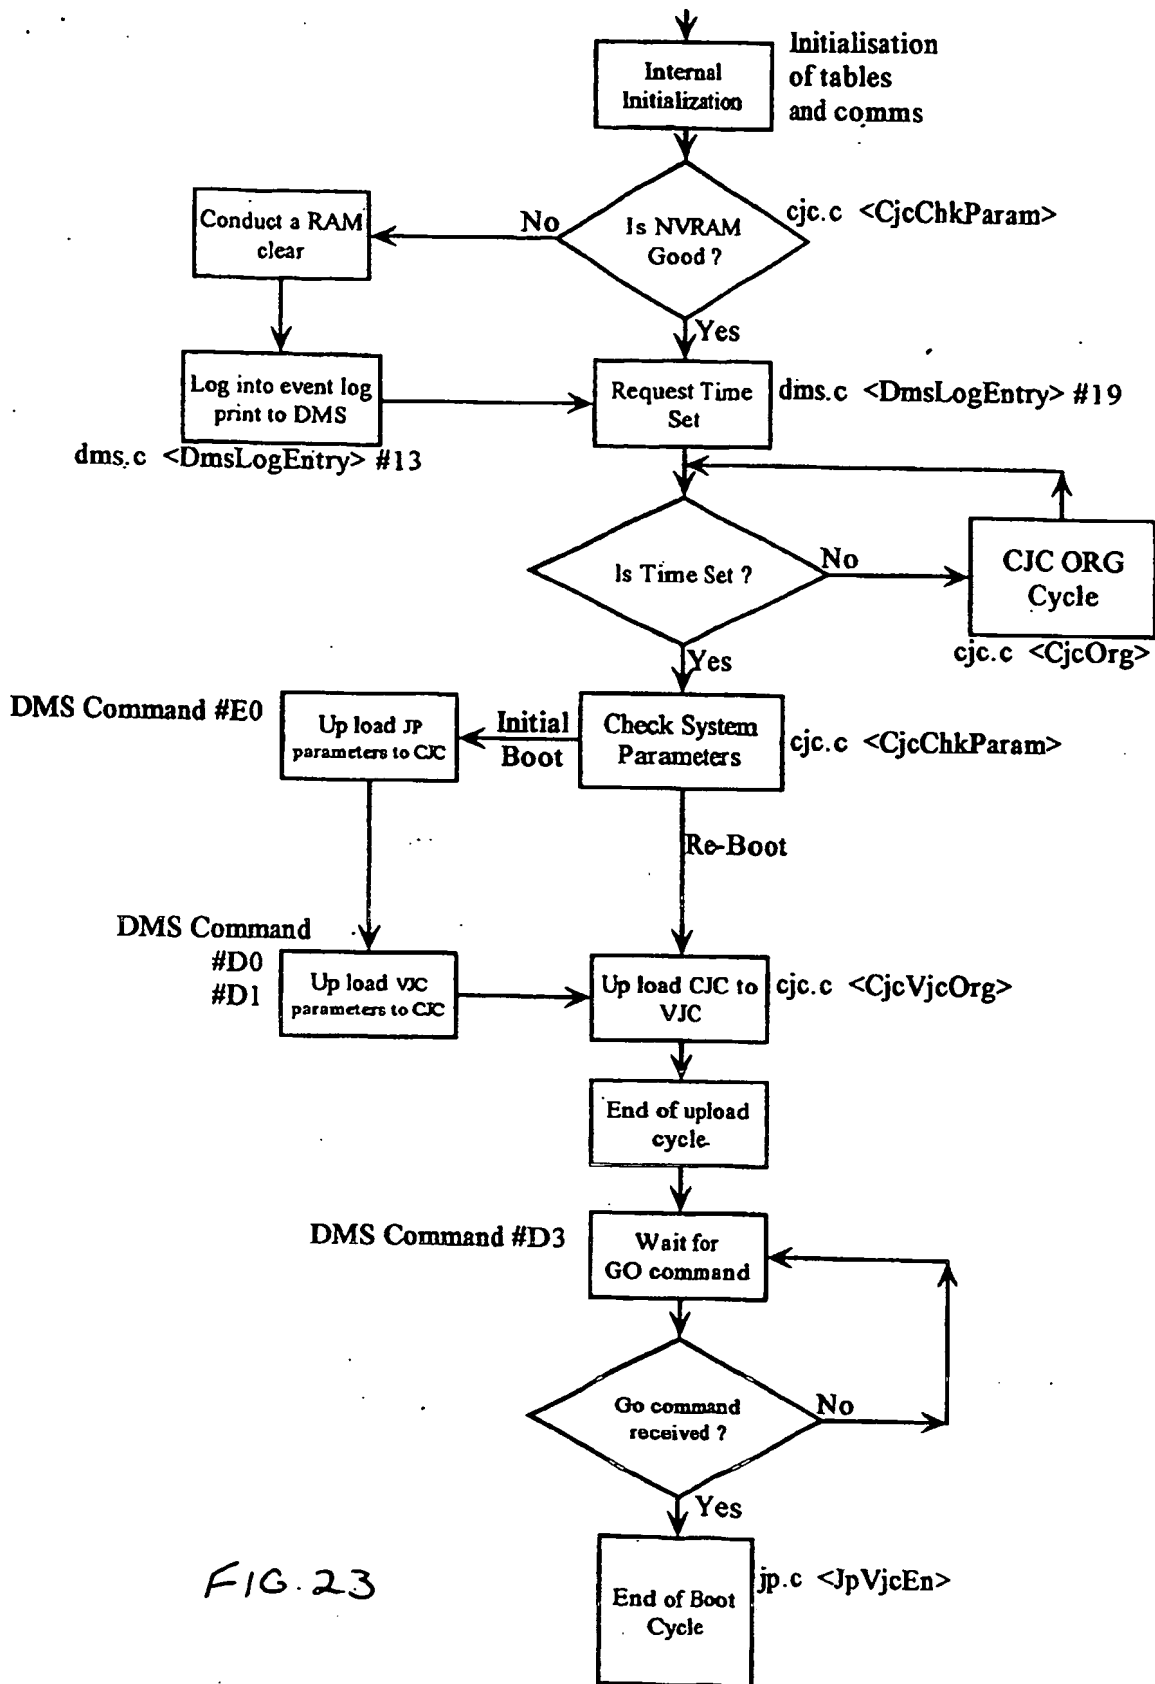 Internal
Initialization
Initialisation
of tables
and comms
Is NVRAM
Good ?
cjc.c <CjcChkParam>
No
Conduct a RAM
clear
Yes
Log into event log
print to DMS
dms.c <DmsLogEntry> #13
Request Time
Set
dms.c <DmsLogEntry> #19
Is Time Set ?
No
CJC ORG
Cycle
cjc.c <CjcOrg>
Yes
DMS Command #E0
Up load JP
parameters to CJC
Initial
Boot
Check System
Parameters
cjc.c <CjcChkParam>
Re-Boot
DMS Command
#D0
#D1
Up load VJC
parameters to CJC
Up load CJC to
VJC
cjc.c <CjcVjcOrg>
End of upload
cycle
DMS Command #D3
Wait for
GO command
Go command
received ?
No
Yes
End of Boot
Cycle
jp.c <JpVjcEn>
FIG. 23